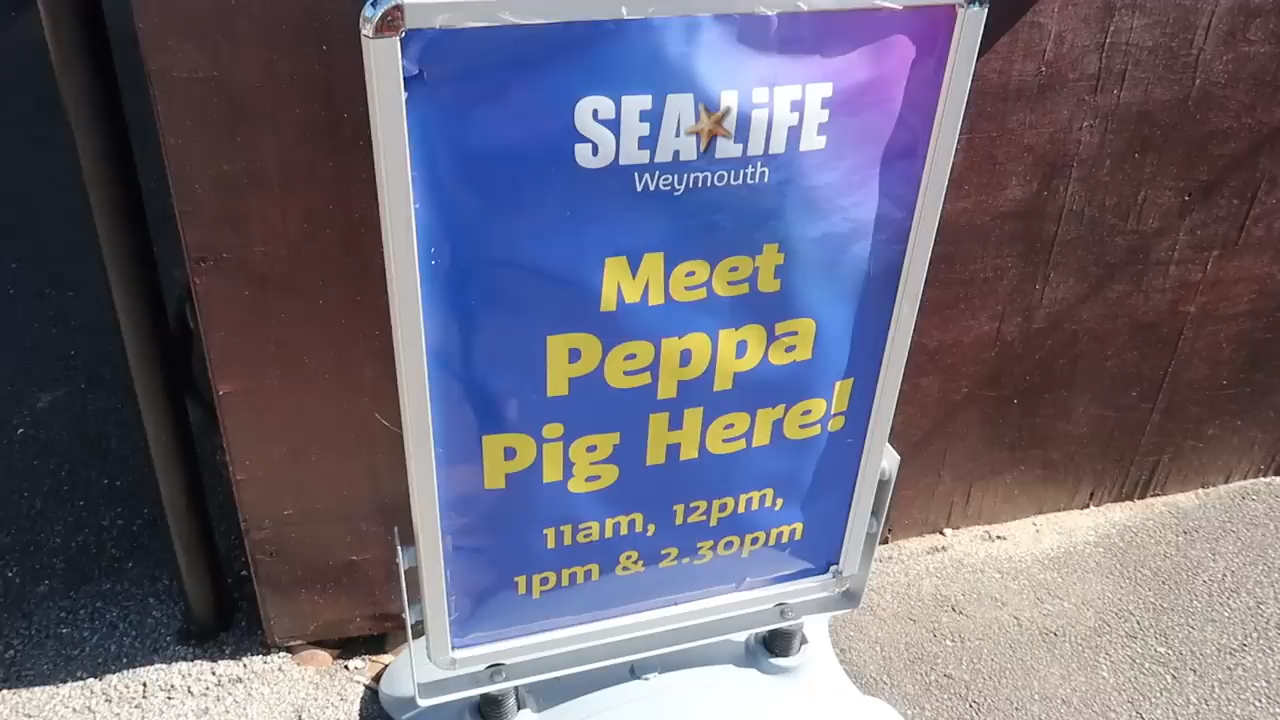 SEA LiFE
Weymouth
Meet
Peppa
Pig Here!
11am, 12pm,
1pm & 2.30pm